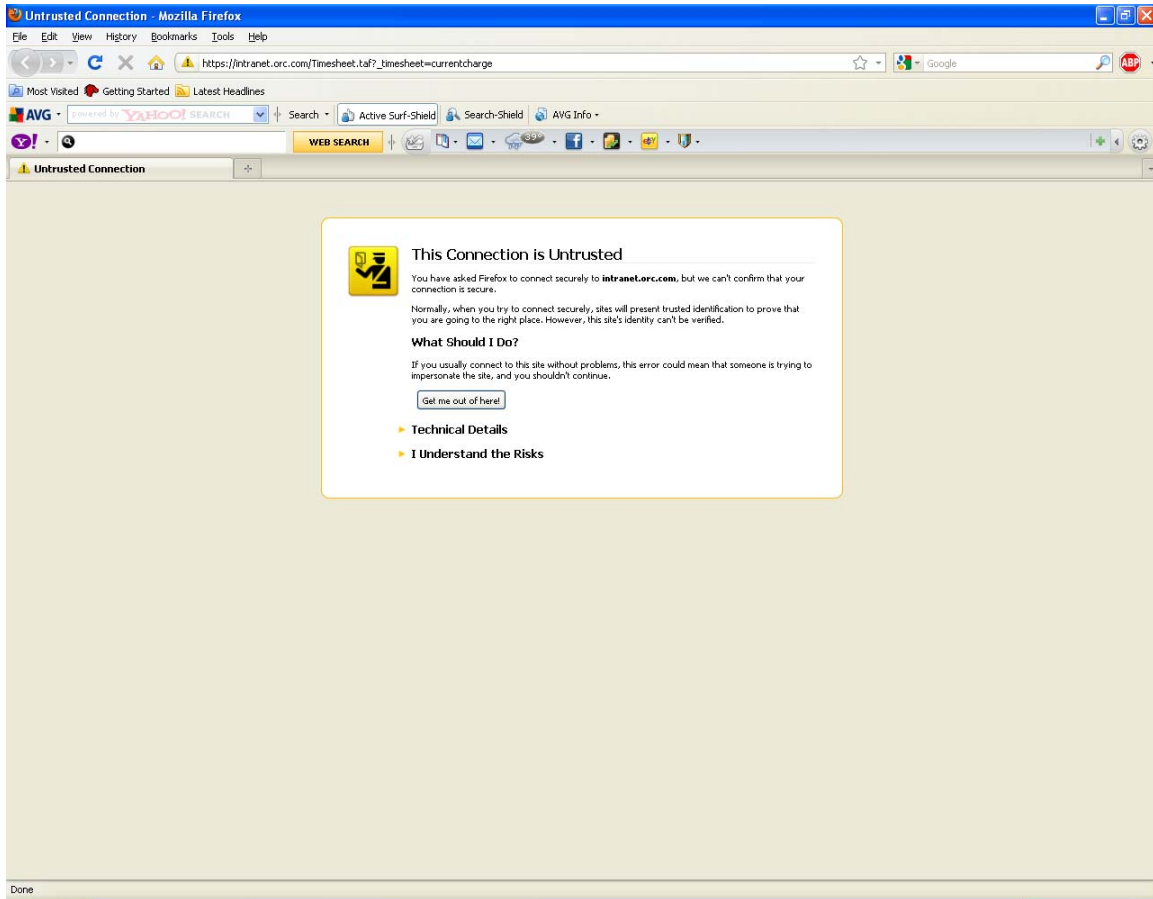 Untrusted Connection - Mozilla Firefox
File Edit View History Bookmarks Tools Help
https://intranet.orc.com/Timesheet.taf?_timesheet=currentcharge Google ABP
Most Visited Getting Started Latest Headlines
AVG powered by YAHOO! SEARCH Search Active Surf-Shield Search-Shield AVG Info
Y! WEB SEARCH 39° f eBY
Untrusted Connection
This Connection is Untrusted
You have asked Firefox to connect securely to intranet.orc.com, but we can't confirm that your
connection is secure.
Normally, when you try to connect securely, sites will present trusted identification to prove that
you are going to the right place. However, this site's identity can't be verified.
What Should I Do?
If you usually connect to this site without problems, this error could mean that someone is trying to
impersonate the site, and you shouldn't continue.
Get me out of here!
Technical Details
I Understand the Risks
Done